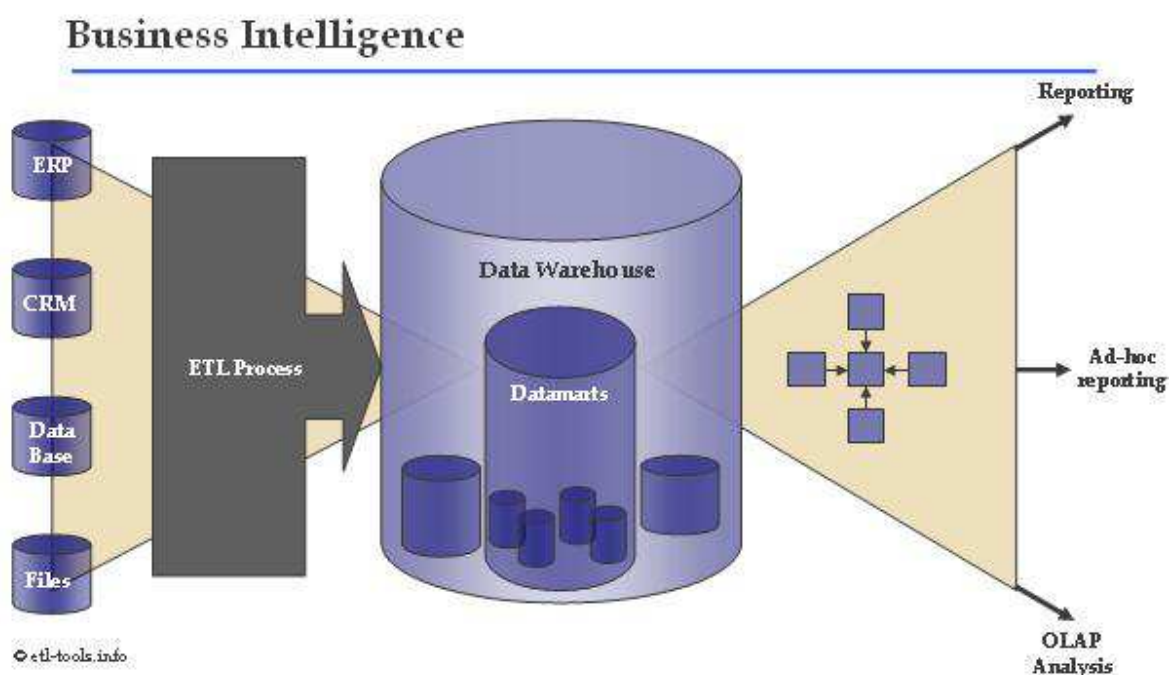 Business Intelligence
ERP
CRM
Data
Base
Files
ETL Process
Data Warehouse
Datamarts
Reporting
Ad-hoc
reporting
OLAP
Analysis
© etl-tools.info